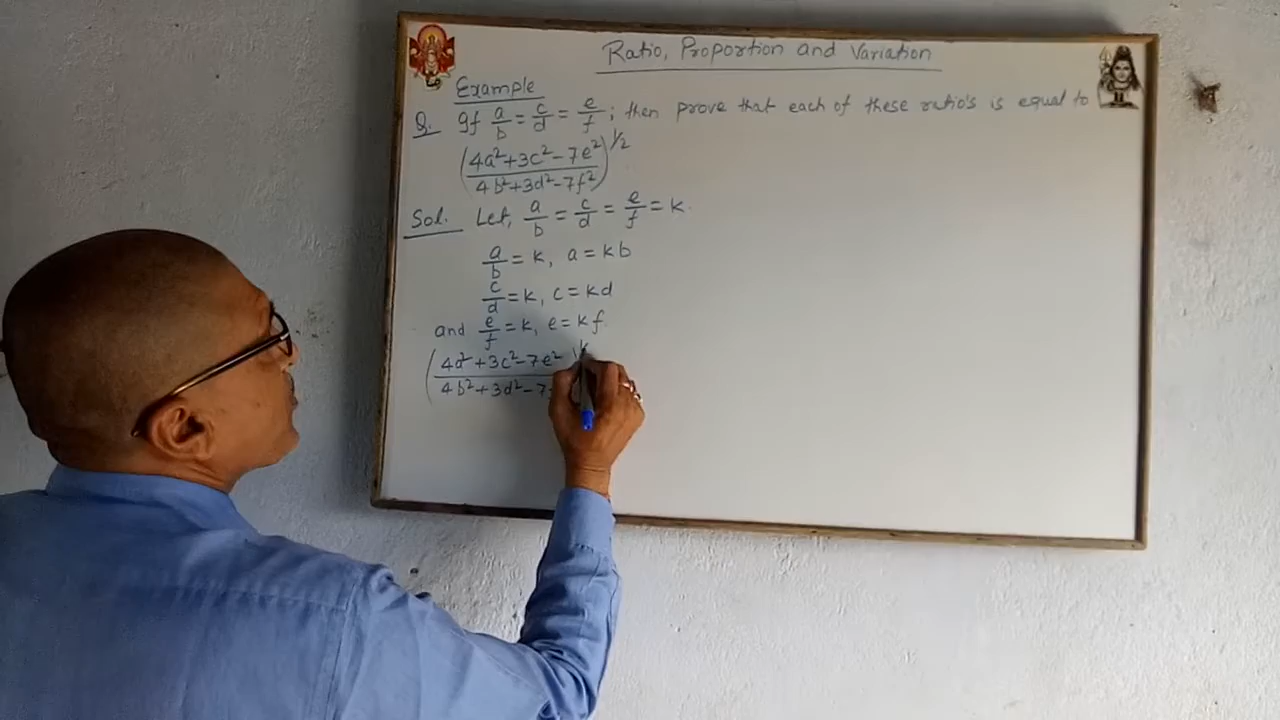 Ratio, Proportion and Variation
Example
Q. If a/b = c/d = e/f ; then prove that each of these ratio's is equal to
((4a²+3c²-7e²)/(4b²+3d²-7f²))^1/2
Sol. Let, a/b = c/d = e/f = k.
a/b = k, a = kb
c/d = k, c = kd
and e/f = k, e = kf.
(4a²+3c²-7e²
4b²+3d²-7